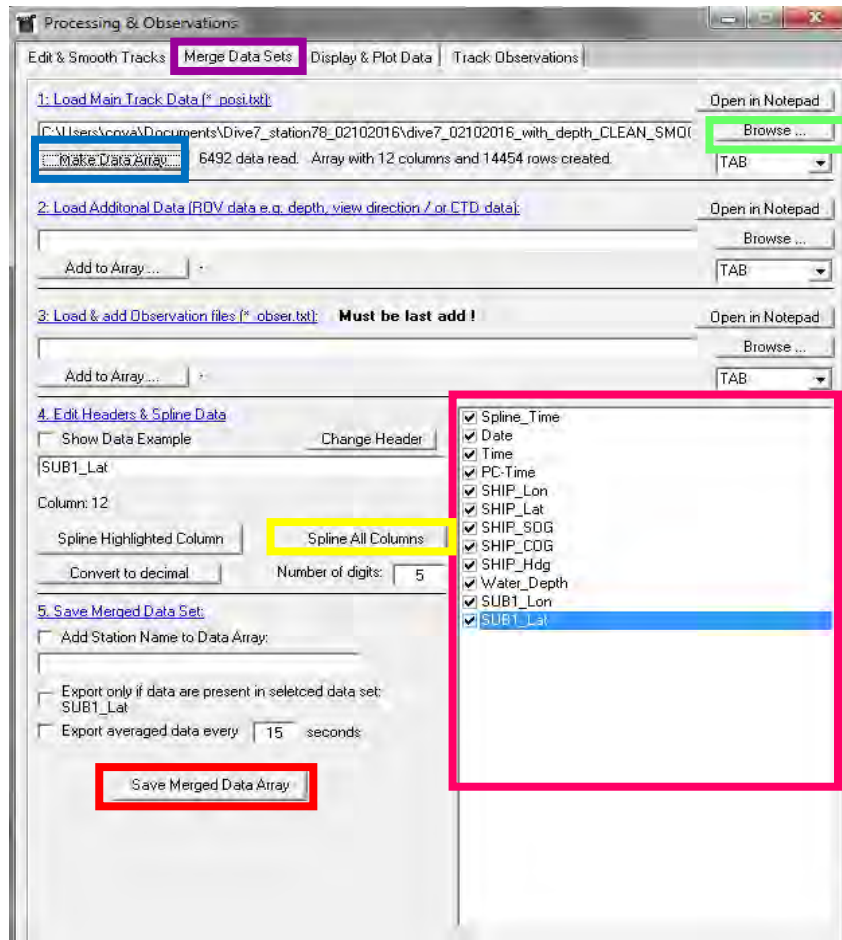 Processing & Observations
Edit & Smooth Tracks Merge Data Sets Display & Plot Data Track Observations
1: Load Main Track Data (*_posi.txt): Open in Notepad
C:\Users\cova\Documents\Dive7_station78_02102016\dive7_02102016_with_depth_CLEAN_SMO Browse ...
Make Data Array 6492 data read. Array with 12 columns and 14454 rows created. TAB
2: Load Additonal Data (ROV data e.g. depth, view direction / or CTD data): Open in Notepad
Browse ...
Add to Array ... - TAB
3: Load & add Observation files (*_obser.txt): Must be last add ! Open in Notepad
Browse ...
Add to Array ... - TAB
4. Edit Headers & Spline Data
Show Data Example Change Header
SUB1_Lat
Column: 12
Spline Highlighted Column Spline All Columns
Convert to decimal Number of digits: 5
Spline_Time
Date
Time
PC-Time
SHIP_Lon
SHIP_Lat
SHIP_SOG
SHIP_COG
SHIP_Hdg
Water_Depth
SUB1_Lon
SUB1_Lat
5. Save Merged Data Set:
Add Station Name to Data Array:
Export only if data are present in seletced data set:
SUB1_Lat
Export averaged data every 15 seconds
Save Merged Data Array